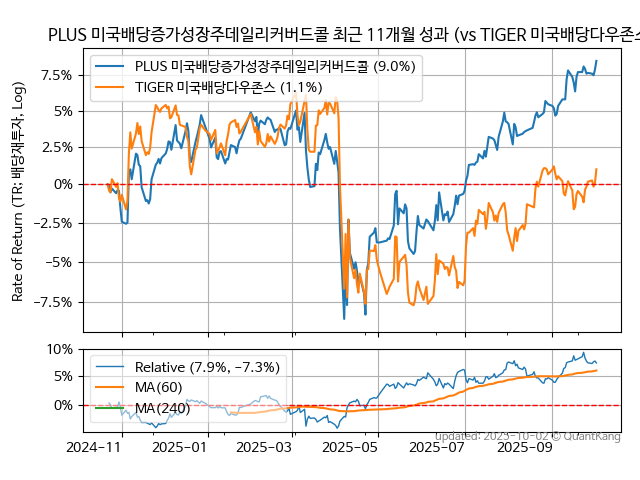 PLUS 미국배당증가성장주데일리커버드콜 최근 11개월 성과 (vs TIGER 미국배당다우존스
Rate of Return (TR: 배당재투자, Log)
PLUS 미국배당증가성장주데일리커버드콜 (9.0%)
TIGER 미국배당다우존스 (1.1%)
7.5%
5%
2.5%
0%
−2.5%
−5%
−7.5%
10%
5%
0%
Relative (7.9%, −7.3%)
MA(60)
MA(240)
2024−11 2025−01 2025−03 2025−05 2025−07 2025−09
updated: 2025−10−02 © QuantKang